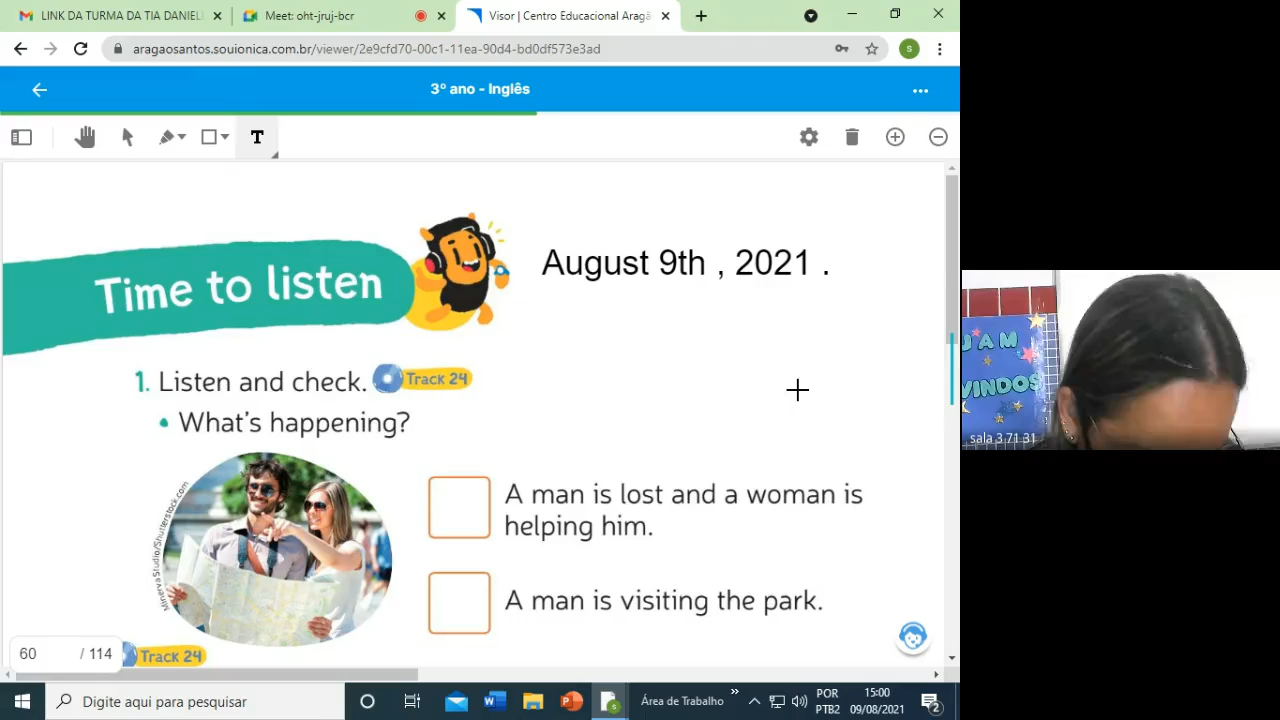 LINK DA TURMA DA TIA DANIEL
Meet: oht-jruj-bcr
Visor | Centro Educacional Aragã
aragaosantos.souionica.com.br/viewer/2e9cfd70-00c1-11ea-90d4-bd0df573e3ad
s
3º ano - Inglês
T
Time to listen
August 9th , 2021 .
1. Listen and check.
Track 24
• What's happening?
Minerva Studio/Shutterstock.com
A man is lost and a woman is
helping him.
A man is visiting the park.
60 / 114
Track 24
JAM
VINDOS
sala 3 71 31
Digite aqui para pesquisar
Área de Trabalho
POR
PTB2
15:00
09/08/2021
2